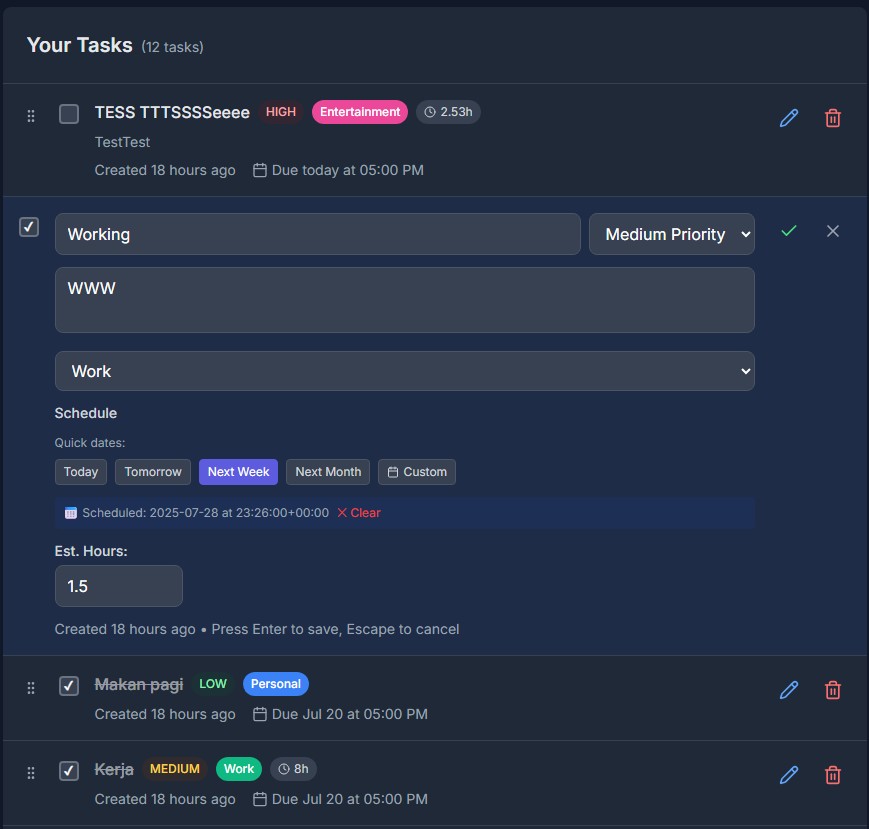 Your Tasks (12 tasks)
TESS TTTSSSSeeee HIGH Entertainment 2.53h
TestTest
Created 18 hours ago Due today at 05:00 PM
Working Medium Priority
WWW
Work
Schedule
Quick dates:
Today Tomorrow Next Week Next Month Custom
Scheduled: 2025-07-28 at 23:26:00+00:00 Clear
Est. Hours:
1.5
Created 18 hours ago • Press Enter to save, Escape to cancel
Makan pagi LOW Personal
Created 18 hours ago Due Jul 20 at 05:00 PM
Kerja MEDIUM Work 8h
Created 18 hours ago Due Jul 20 at 05:00 PM